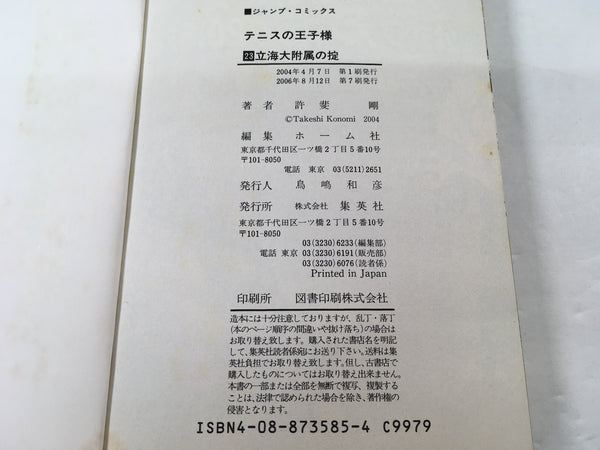 ■ジャンプ・コミックス
テニスの王子様
23立海大附属の掟
2004年4月7日 第1刷発行
2006年8月12日 第7刷発行
著者 許斐 剛
©Takeshi Konomi 2004
編集 ホーム社
東京都千代田区一ツ橋2丁目5番10号
〒101-8050
電話 東京 03(5211)2651
発行人 鳥嶋和彦
発行所 株式会社 集英社
東京都千代田区一ツ橋2丁目5番10号
〒101-8050
03(3230)6233(編集部)
電話 東京 03(3230)6191(販売部)
03(3230)6076(読者係)
Printed in Japan
印刷所 図書印刷株式会社
造本には十分注意しておりますが、乱丁・落丁
(本のページ順序の間違いや抜け落ち)の場合は
お取り替え致します。購入された書店名を明記
して、集英社読者係宛にお送り下さい。送料は集
英社負担でお取り替え致します。但し、古書店で
購入したものについてはお取り替え出来ません。
本書の一部または全部を無断で複写、複製する
ことは、法律で認められた場合を除き、著作権の
侵害となります。
ISBN4-08-873585-4 C9979